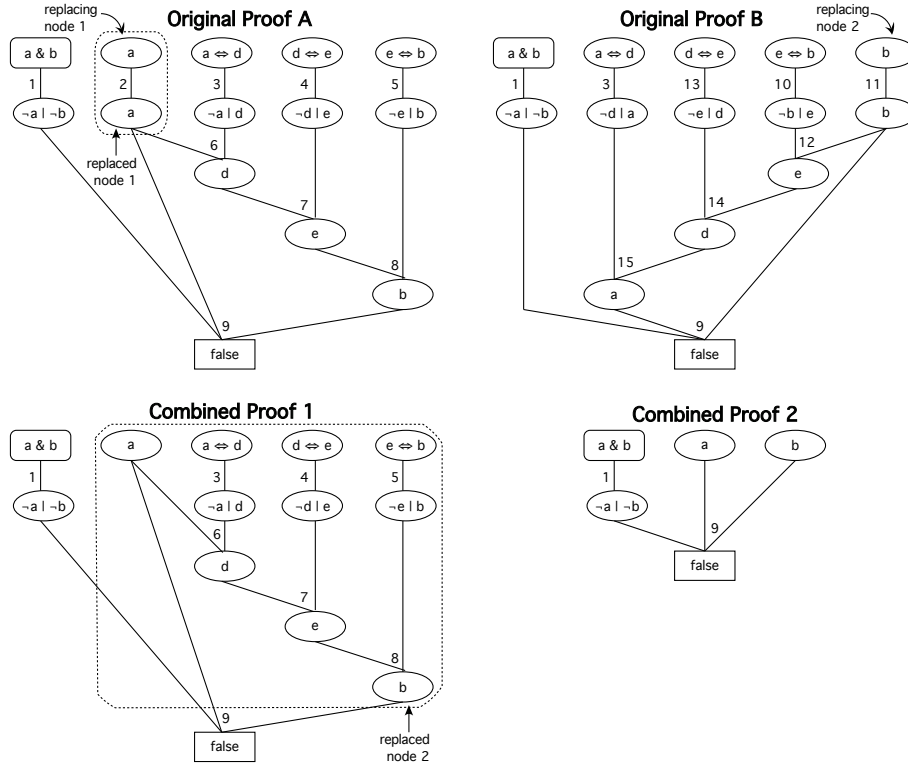 Original Proof A
replacing
node 1
a & b
a
a ⇔ d
d ⇔ e
e ⇔ b
1
2
3
4
5
¬a | ¬b
a
¬a | d
¬d | e
¬e | b
replaced
node 1
6
d
7
e
8
b
9
false
Original Proof B
replacing
node 2
a & b
a ⇔ d
d ⇔ e
e ⇔ b
b
1
3
13
10
11
¬a | ¬b
¬d | a
¬e | d
¬b | e
b
12
e
14
d
15
a
9
false
Combined Proof 1
a & b
a
a ⇔ d
d ⇔ e
e ⇔ b
1
3
4
5
¬a | ¬b
¬a | d
¬d | e
¬e | b
6
d
7
e
8
b
9
false
replaced
node 2
Combined Proof 2
a & b
a
b
1
¬a | ¬b
9
false